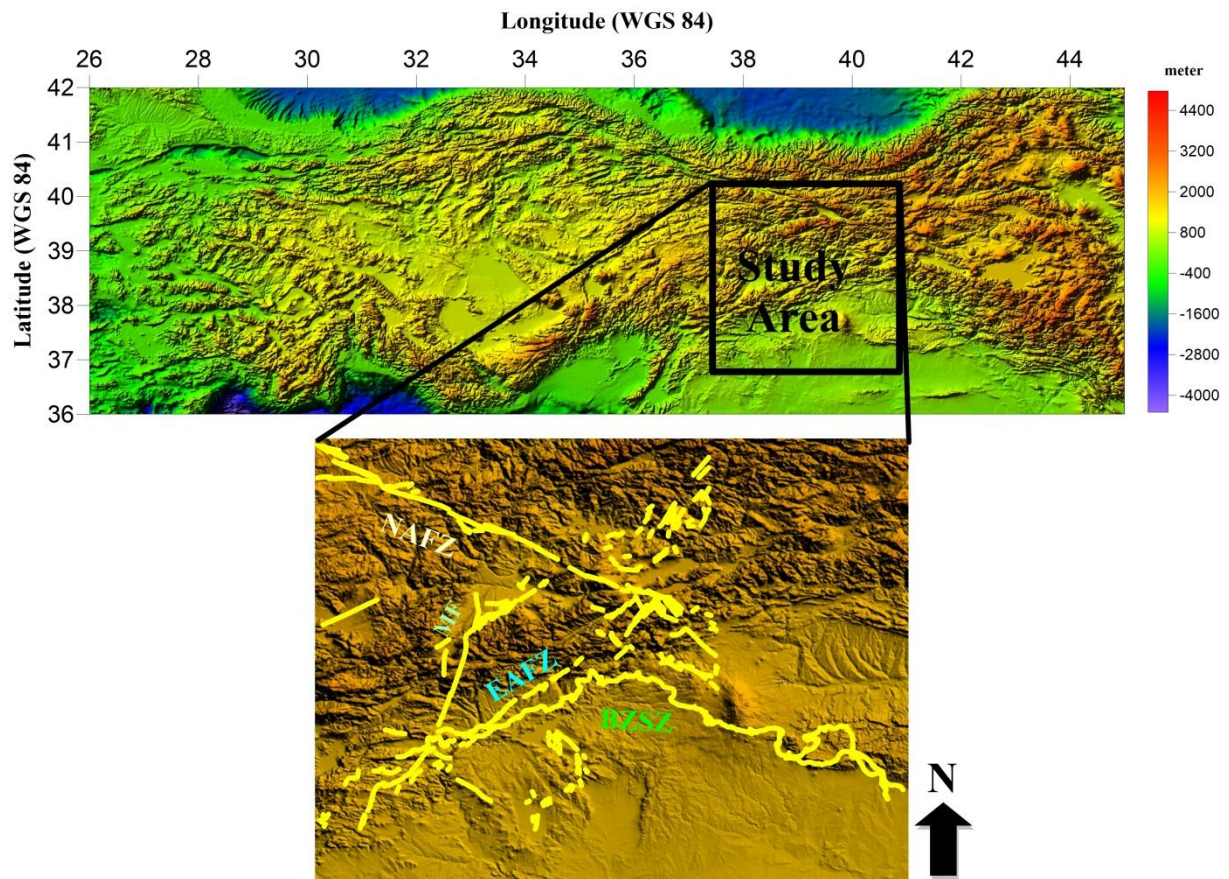 Longitude (WGS 84)
26 28 30 32 34 36 38 40 42 44
meter
Latitude (WGS 84)
42
41
40
39
38
37
36
4400
3200
2000
800
-400
-1600
-2800
-4000
Study
Area
NAFZ
MF
EAFZ
BZSZ
N